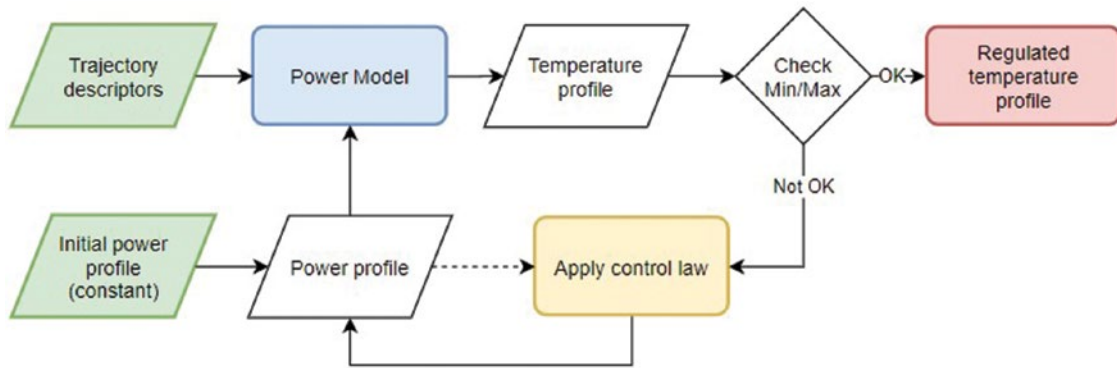 Trajectory
descriptors
Power Model
Temperature
profile
Check
Min/Max
OK
Regulated
temperature
profile
Not OK
Initial power
profile
(constant)
Power profile
Apply control law